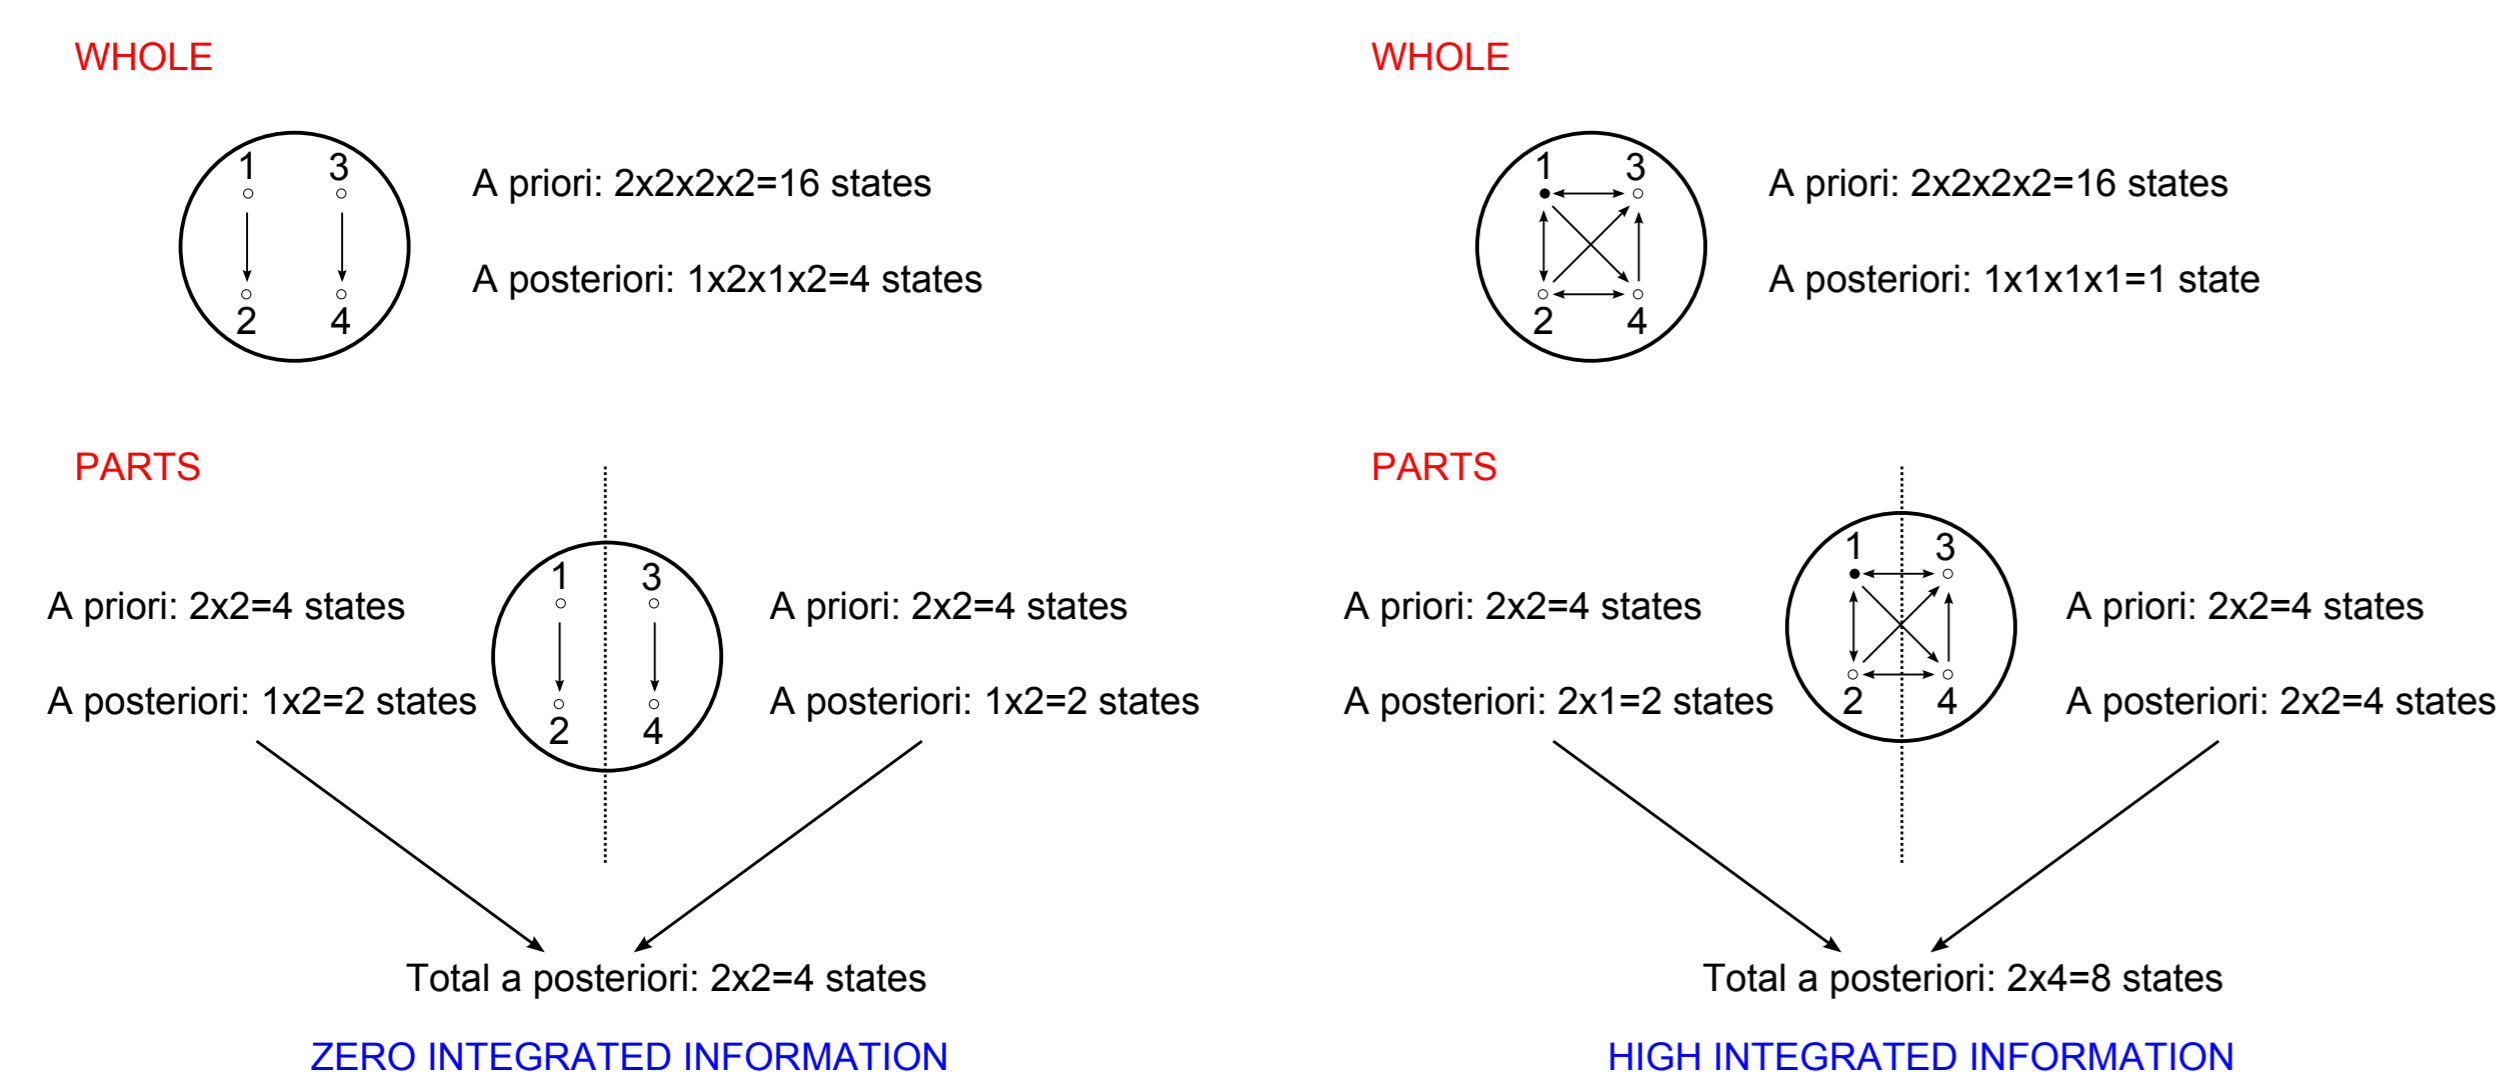 WHOLE
1 3
2 4
A priori: 2x2x2x2=16 states
A posteriori: 1x2x1x2=4 states
PARTS
A priori: 2x2=4 states
A posteriori: 1x2=2 states
1 3
2 4
A priori: 2x2=4 states
A posteriori: 1x2=2 states
Total a posteriori: 2x2=4 states
ZERO INTEGRATED INFORMATION
WHOLE
1 3
2 4
A priori: 2x2x2x2=16 states
A posteriori: 1x1x1x1=1 state
PARTS
A priori: 2x2=4 states
A posteriori: 2x1=2 states
1 3
2 4
A priori: 2x2=4 states
A posteriori: 2x2=4 states
Total a posteriori: 2x4=8 states
HIGH INTEGRATED INFORMATION